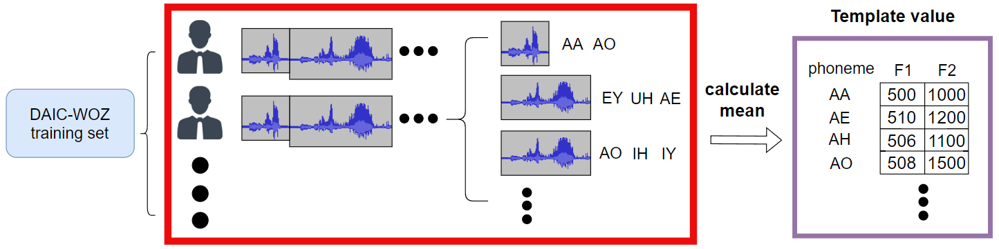 DAIC-WOZ
training set
AA AO
EY UH AE
AO IH IY
calculate
mean
Template value
phoneme F1 F2
AA 500 1000
AE 510 1200
AH 506 1100
AO 508 1500